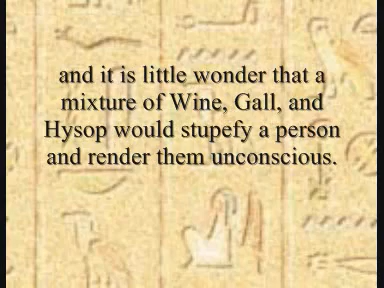 and it is little wonder that a
mixture of Wine, Gall, and
Hysop would stupefy a person
and render them unconscious.